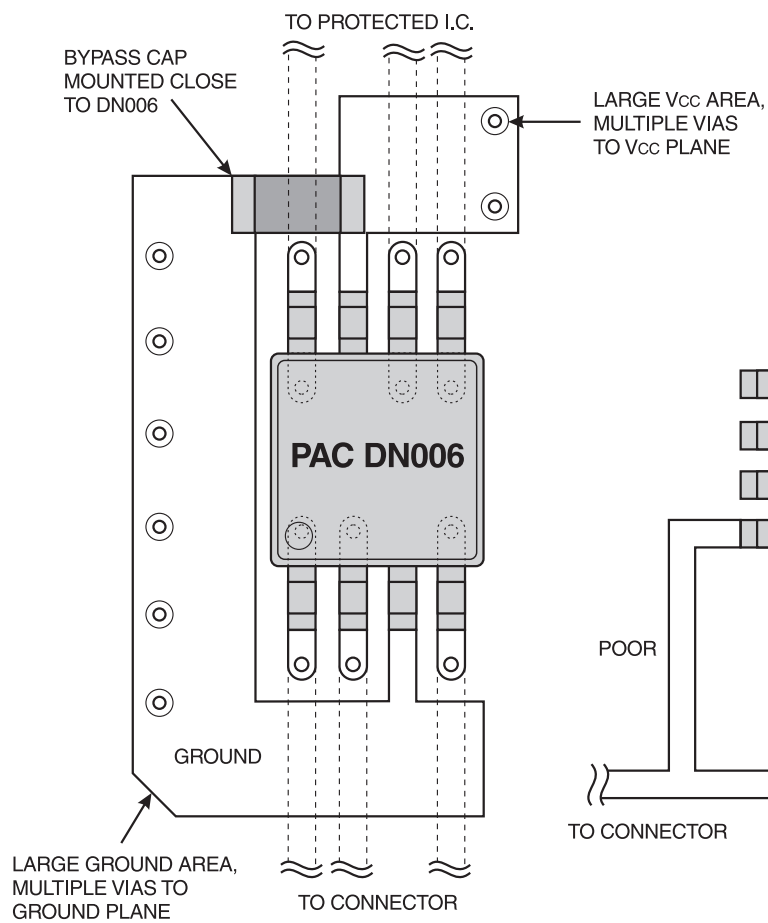 TO PROTECTED I.C.
BYPASS CAP
MOUNTED CLOSE
TO DN006
LARGE VCC AREA,
MULTIPLE VIAS
TO VCC PLANE
PAC DN006
POOR
GROUND
TO CONNECTOR
LARGE GROUND AREA,
MULTIPLE VIAS TO
GROUND PLANE
TO CONNECTOR